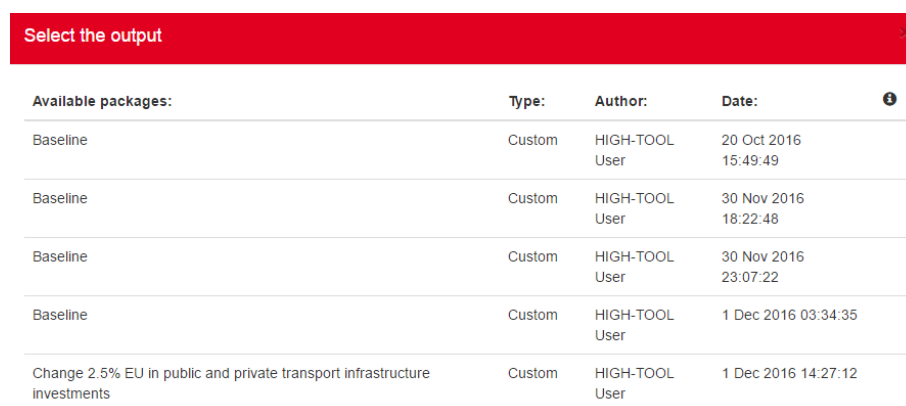 Select the output
Available packages: Type: Author: Date:
Baseline Custom HIGH-TOOL 20 Oct 2016
User 15:49:49
Baseline Custom HIGH-TOOL 30 Nov 2016
User 18:22:48
Baseline Custom HIGH-TOOL 30 Nov 2016
User 23:07:22
Baseline Custom HIGH-TOOL 1 Dec 2016 03:34:35
User
Change 2.5% EU in public and private transport infrastructure Custom HIGH-TOOL 1 Dec 2016 14:27:12
investments User